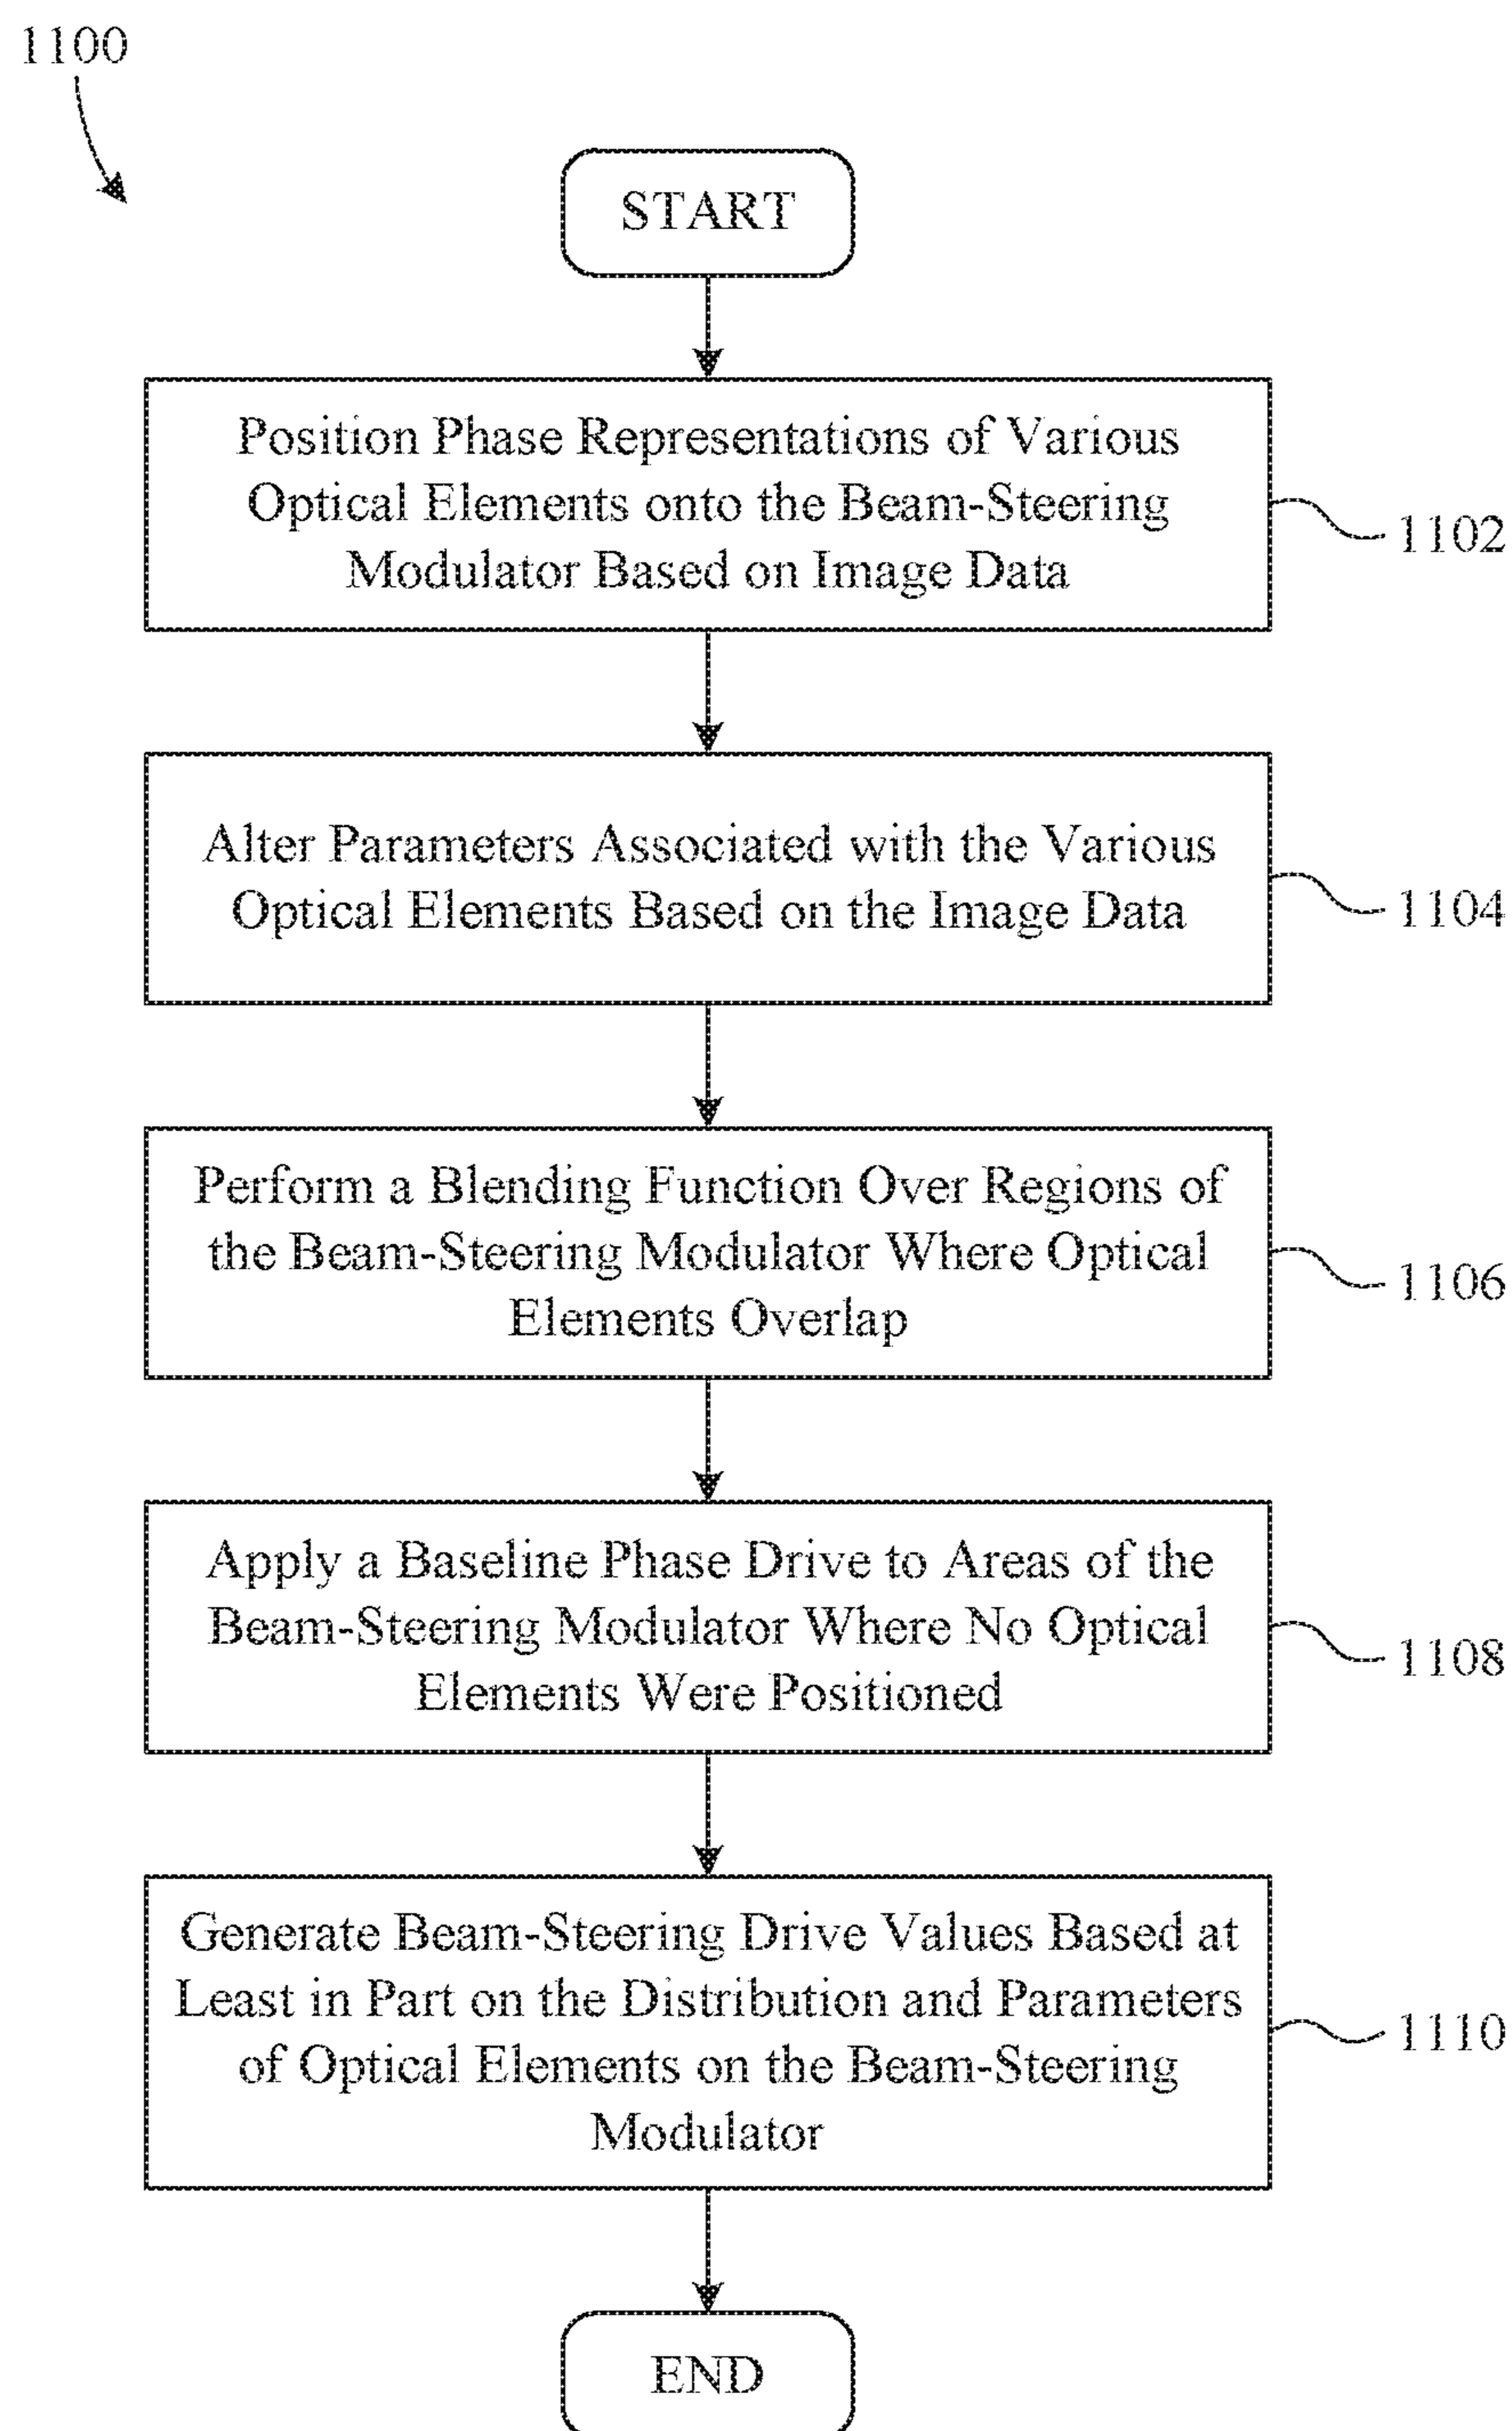 1100
START
Position Phase Representations of Various
Optical Elements onto the Beam-Steering
Modulator Based on Image Data
1102
Alter Parameters Associated with the Various
Optical Elements Based on the Image Data
1104
Perform a Blending Function Over Regions of
the Beam-Steering Modulator Where Optical
Elements Overlap
1106
Apply a Baseline Phase Drive to Areas of the
Beam-Steering Modulator Where No Optical
Elements Were Positioned
1108
Generate Beam-Steering Drive Values Based at
Least in Part on the Distribution and Parameters
of Optical Elements on the Beam-Steering
Modulator
1110
END